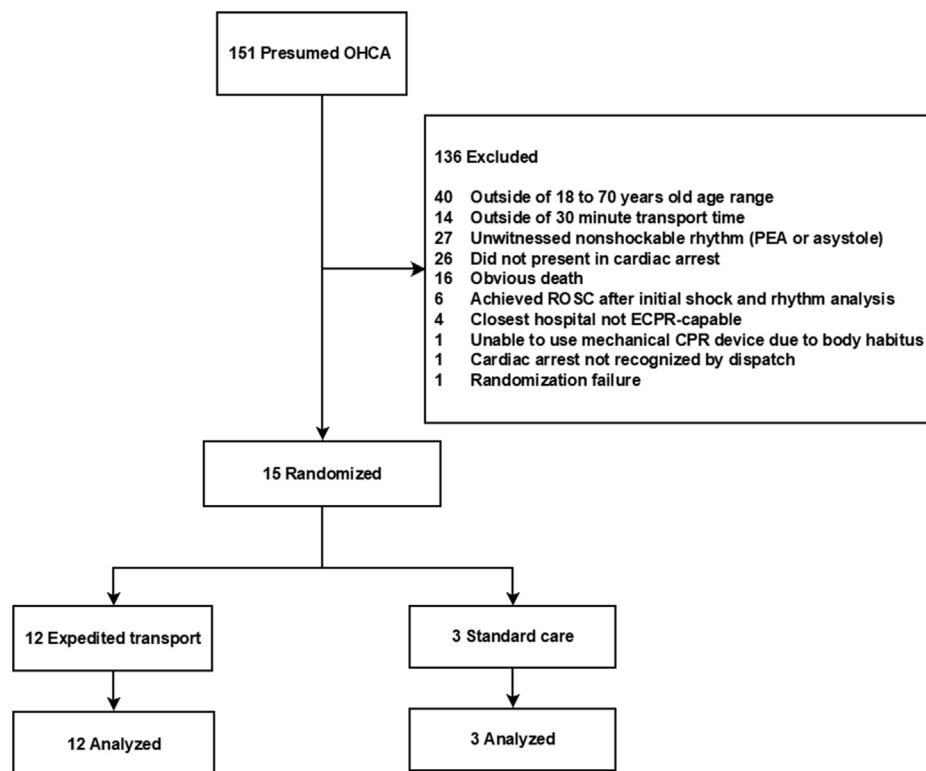 151 Presumed OHCA
136 Excluded
40 Outside of 18 to 70 years old age range
14 Outside of 30 minute transport time
27 Unwitnessed nonshockable rhythm (PEA or asystole)
26 Did not present in cardiac arrest
16 Obvious death
6 Achieved ROSC after initial shock and rhythm analysis
4 Closest hospital not ECPR-capable
1 Unable to use mechanical CPR device due to body habitus
1 Cardiac arrest not recognized by dispatch
1 Randomization failure
15 Randomized
12 Expedited transport
3 Standard care
12 Analyzed
3 Analyzed